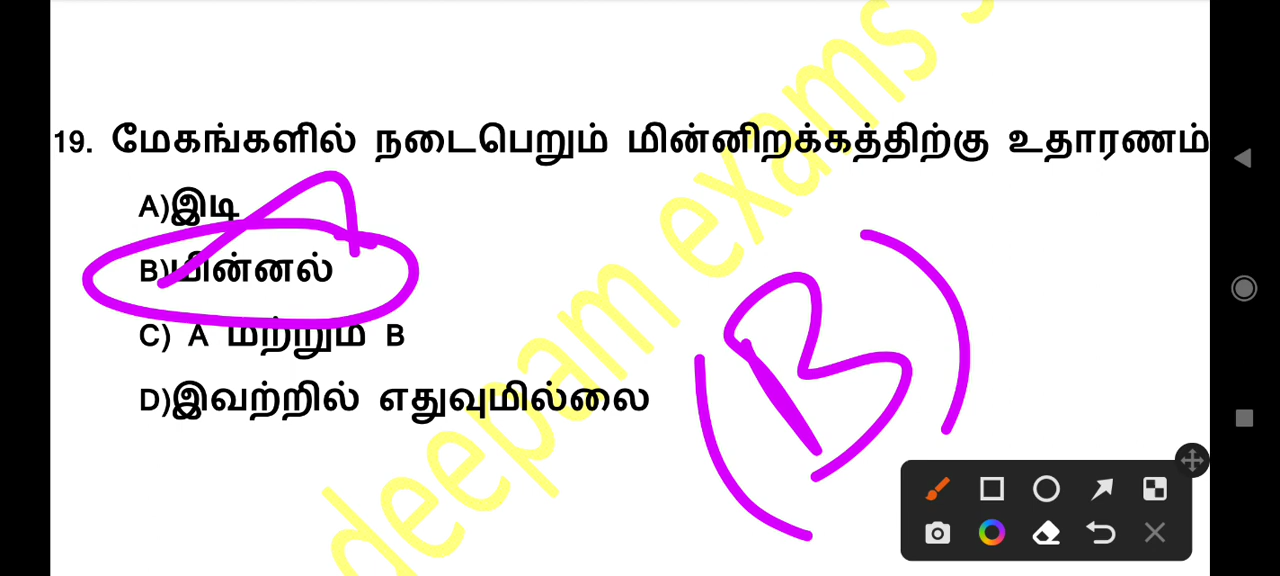 19. மேகங்களில் நடைபெறும் மின்னிறக்கத்திற்கு உதாரணம்
A)இடி
B)மின்னல்
C) A மற்றும் B
D)இவற்றில் எதுவுமில்லை
(B)
deepam exams